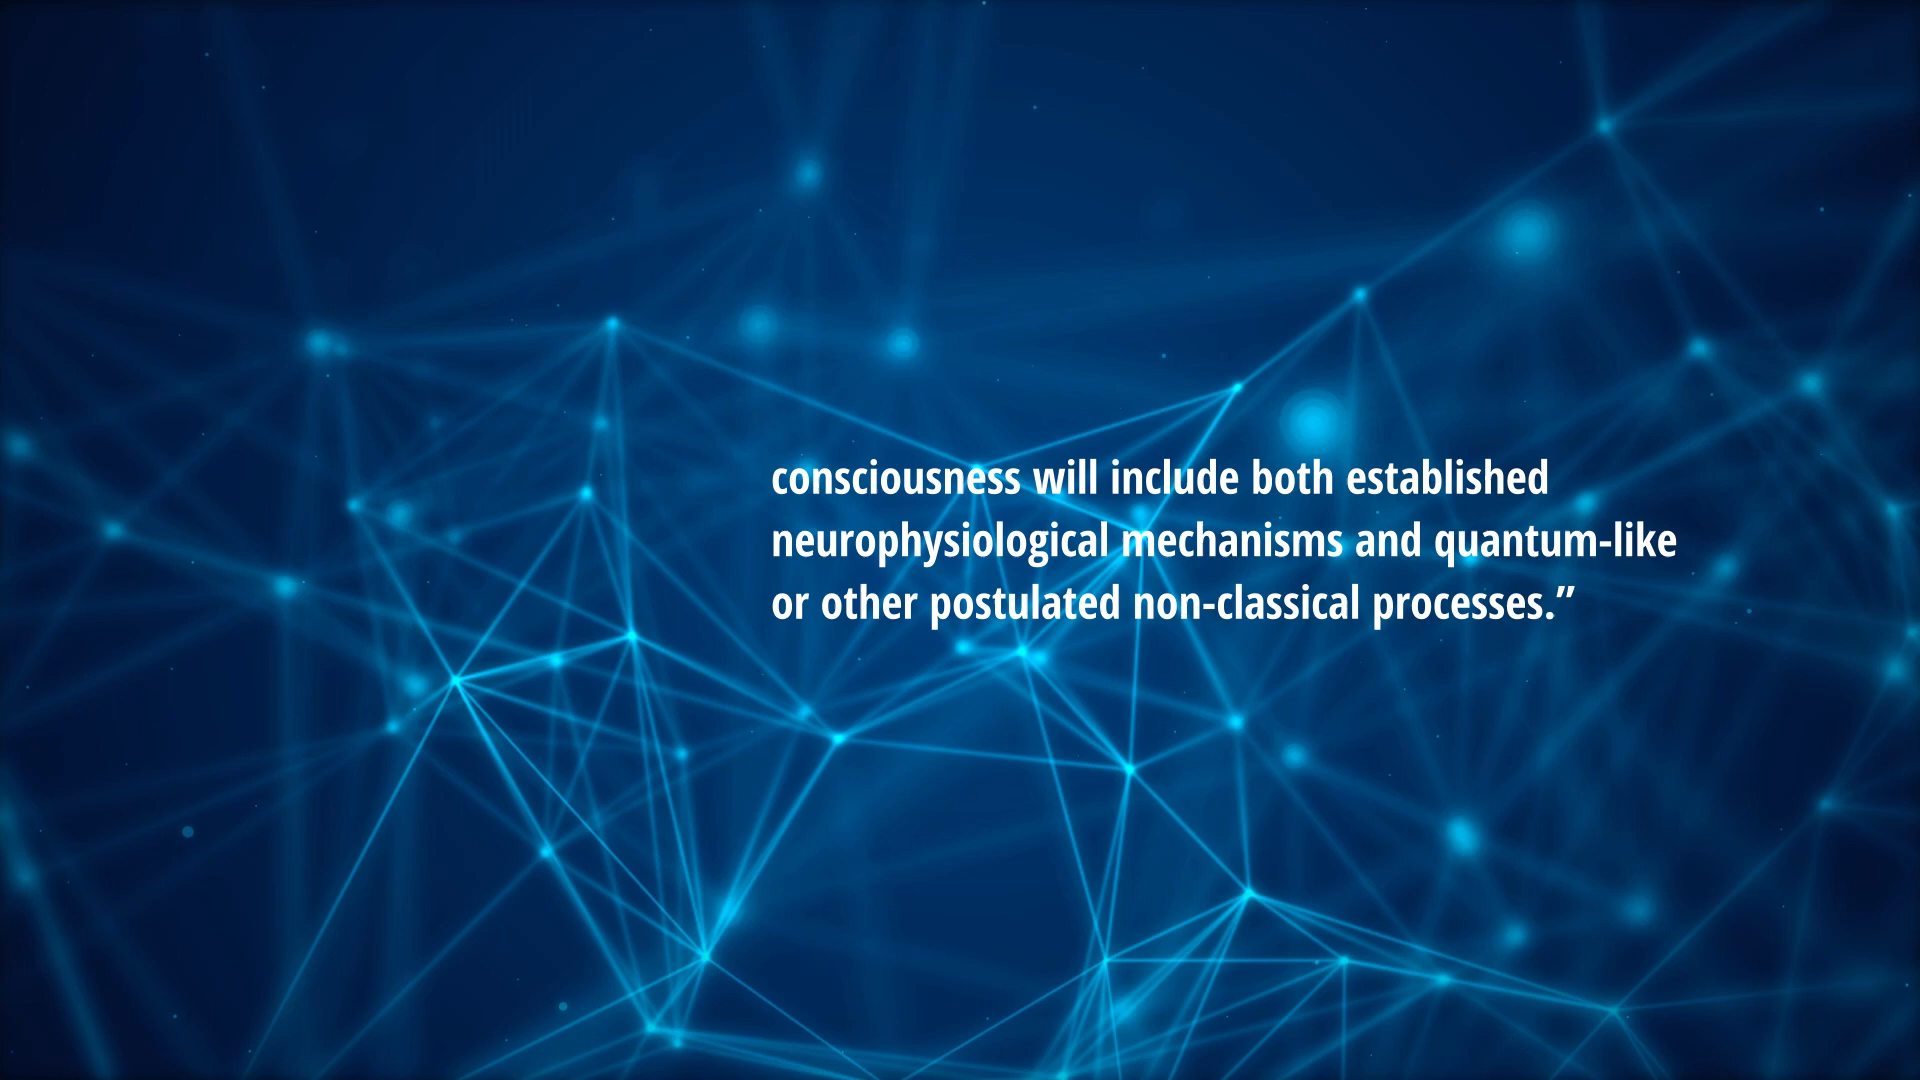 consciousness will include both established
neurophysiological mechanisms and quantum-like
or other postulated non-classical processes.”